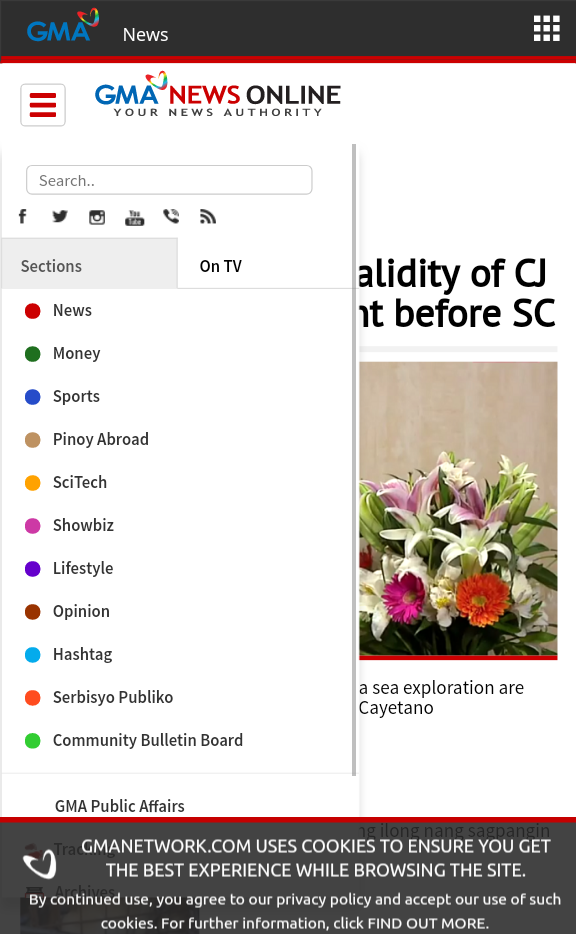 GMA News
GMA NEWS ONLINE
YOUR NEWS AUTHORITY
Search..
You Tube
Sections On TV
alidity of CJ
nt before SC
News
Money
Sports
Pinoy Abroad
SciTech
Showbiz
Lifestyle
Opinion
Hashtag
Serbisyo Publiko
Community Bulletin Board
a sea exploration are
Cayetano
GMA Public Affairs
ng ilong nang sagpangin
Archives
GMANETWORK.COM USES COOKIES TO ENSURE YOU GET
THE BEST EXPERIENCE WHILE BROWSING THE SITE.
By continued use, you agree to our privacy policy and accept our use of such
cookies. For further information, click FIND OUT MORE.